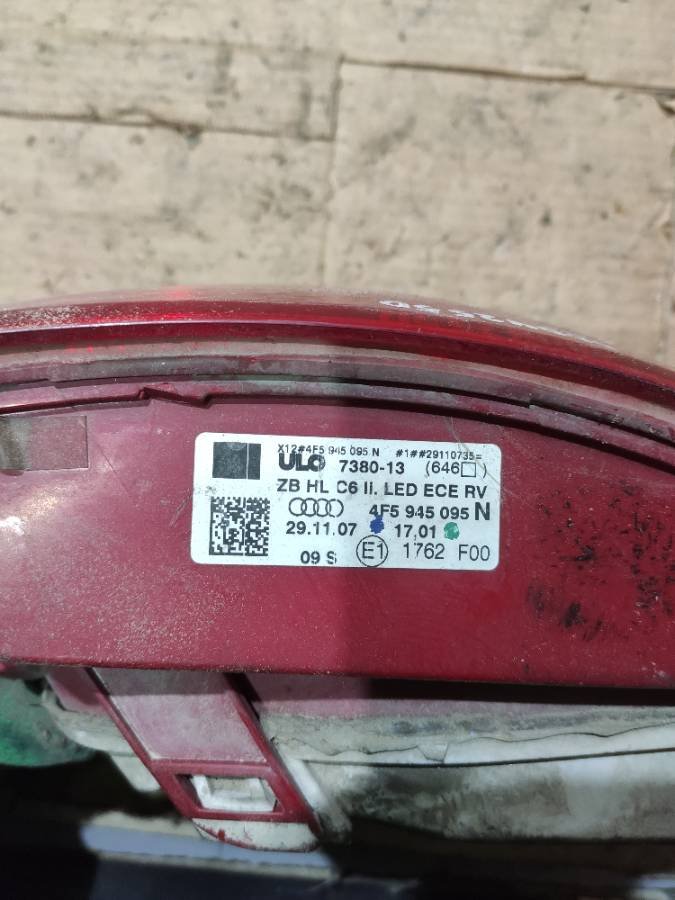 X12#4F5 945 095 N #1##29110735=
ULO 7380-13 (646□)
ZB HL C6 II. LED ECE RV
4F5 945 095 N
29.11.07 17,01
09 S E1 1762 F00